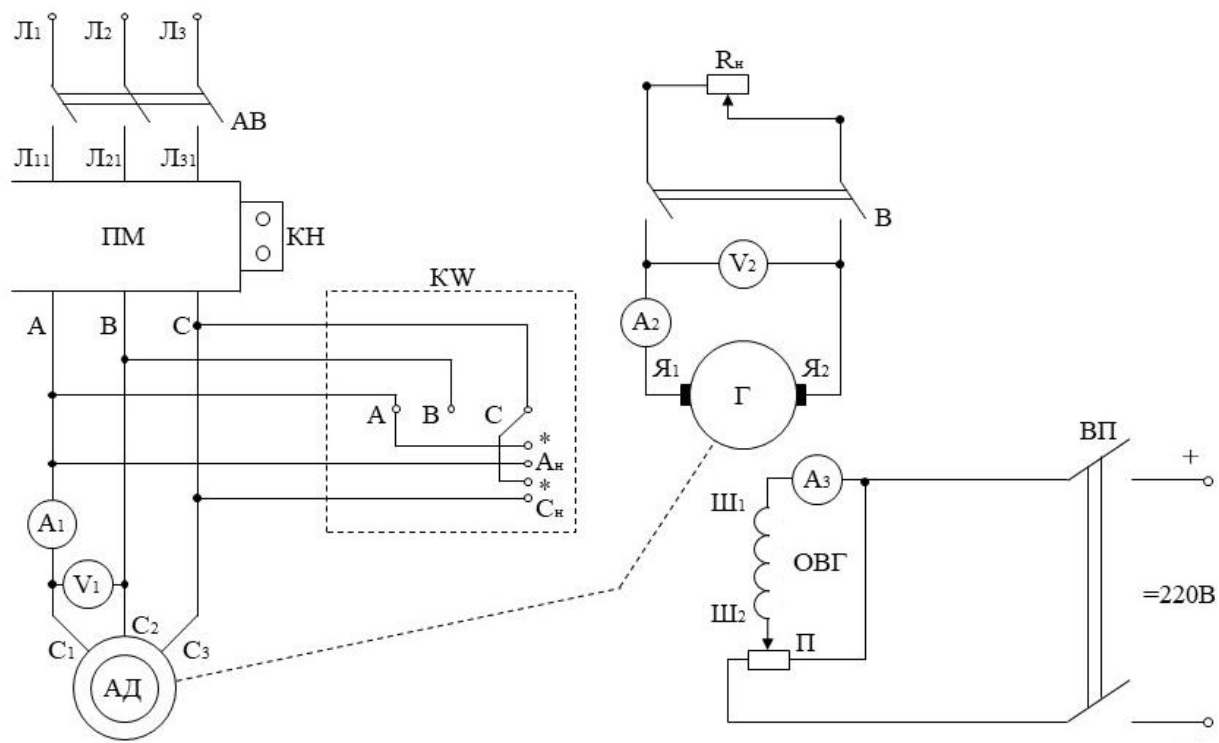 Л1 Л2 Л3
АВ
Л11 Л21 Л31
ПМ
КН
А В С
KW
А В С
*
Ан
*
Сн
А1
V1
С1 С2 С3
АД
Rн
В
V2
А2
Я1 Я2
Г
ВП
+
А3
Ш1
ОВГ
=220В
Ш2
П